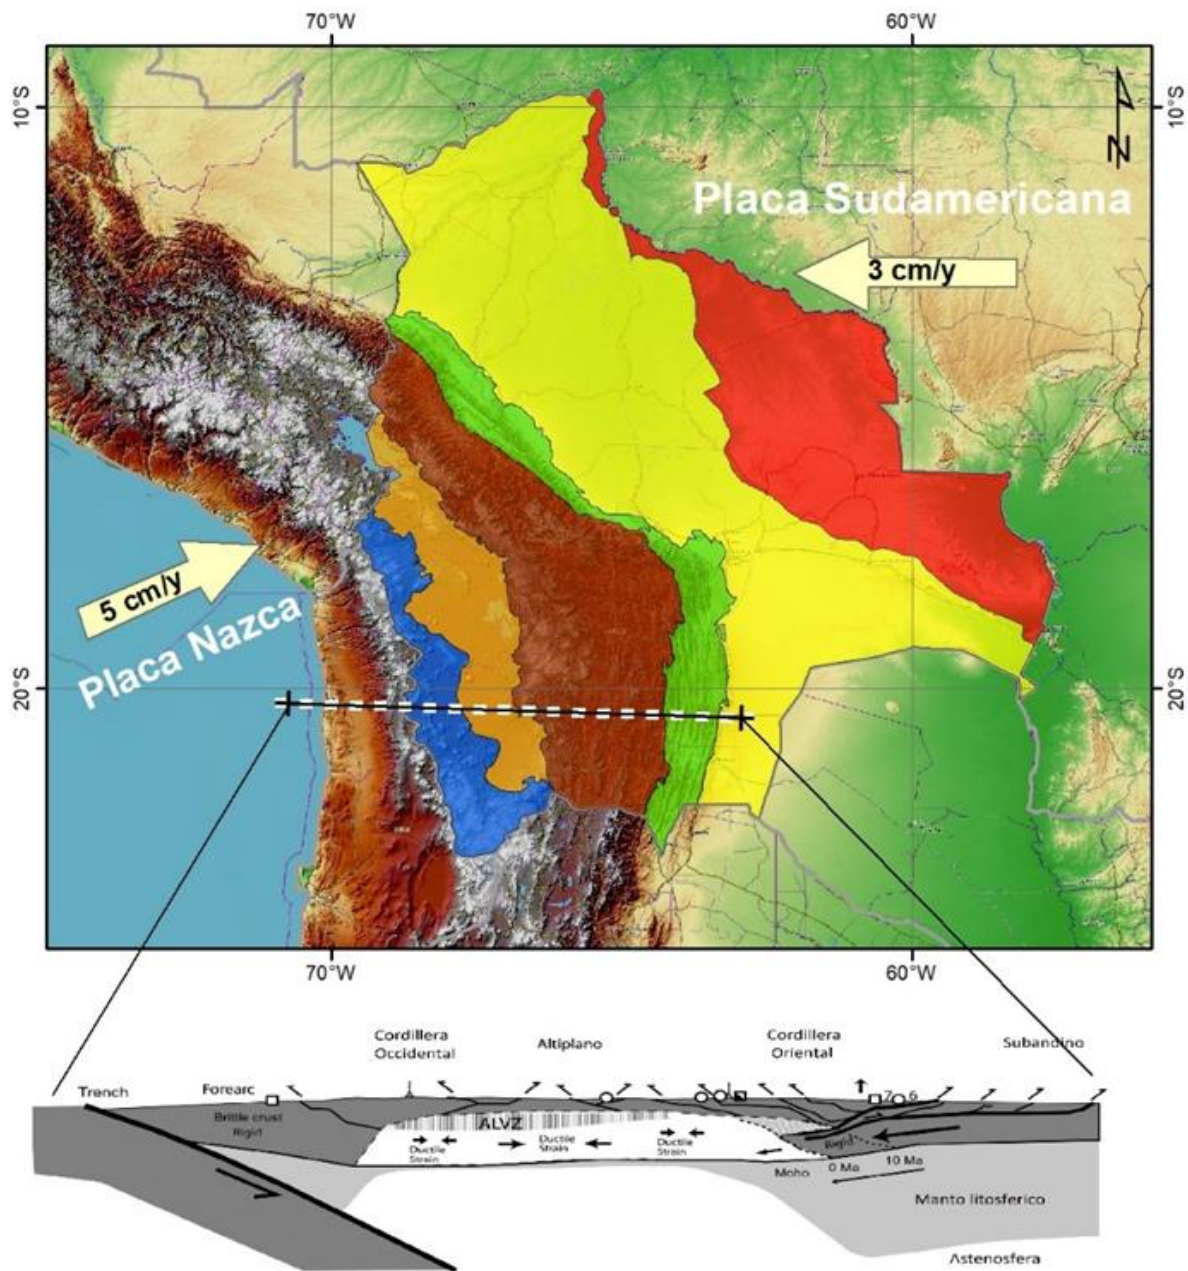 70°W
60°W
10°S
10°S
N
Placa Sudamericana
3 cm/y
5 cm/y
Placa Nazca
20°S
20°S
70°W
60°W
Cordillera
Occidental
Altiplano
Cordillera
Oriental
Subandino
Trench
Forearc
7
6
Brittle crust
Rigid
ALVZ
Ductile
Strain
Ductile
Strain
Ductile
Strain
Rigid
Moho
0 Ma
10 Ma
Manto litosferico
Astenosfera